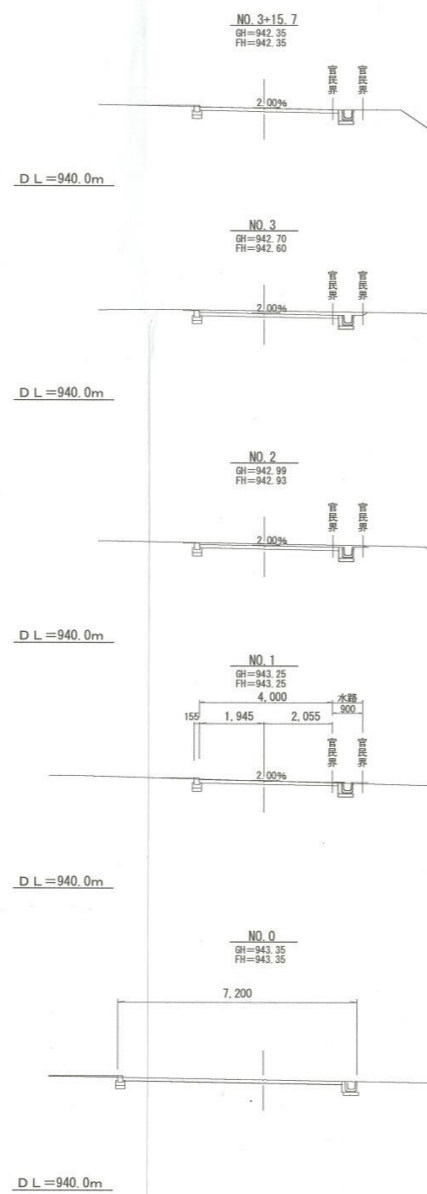 NO. 3+15. 7
GH=942. 35
FH=942. 35
官民界
官民界
2. 00%
DL=940. 0m
NO. 3
GH=942. 70
FH=942. 60
官民界
官民界
2. 00%
DL=940. 0m
NO. 2
GH=942. 99
FH=942. 93
官民界
官民界
2. 00%
DL=940. 0m
NO. 1
GH=943. 25
FH=943. 25
4, 000
水路
900
155
1, 945
2, 055
官民界
官民界
2. 00%
DL=940. 0m
NO. 0
GH=943. 35
FH=943. 35
7, 200
DL=940. 0m